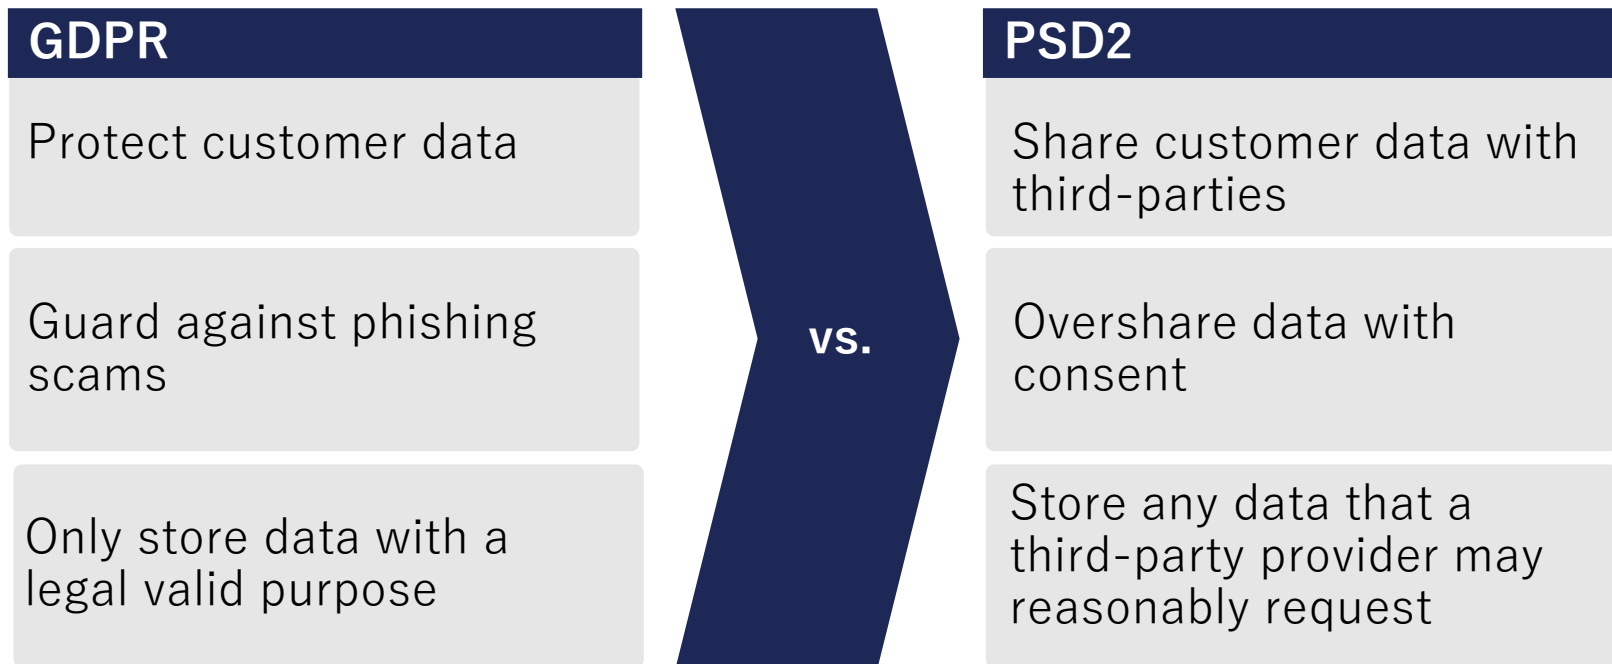 GDPR
Protect customer data
Guard against phishing
scams
Only store data with a
legal valid purpose
vs.
PSD2
Share customer data with
third-parties
Overshare data with
consent
Store any data that a
third-party provider may
reasonably request